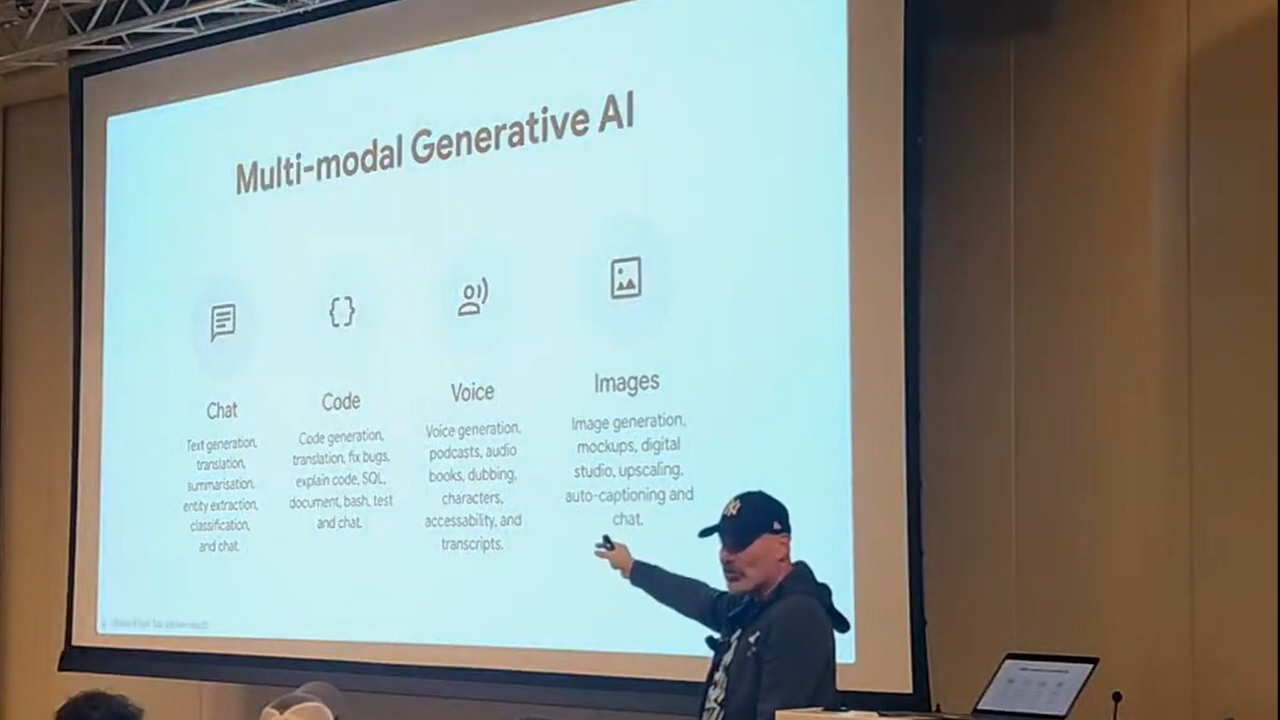 Multi-modal Generative AI
Chat
Text generation,
translation,
summarisation,
entity extraction,
classification,
and chat.
Code
Code generation,
translation, fix bugs,
explain code, SQL,
document, bash, test
and chat.
Voice
Voice generation,
podcasts, audio
books, dubbing,
characters,
accessability, and
transcripts.
Images
Image generation,
mockups, digital
studio, upscaling,
auto-captioning and
chat.
NY